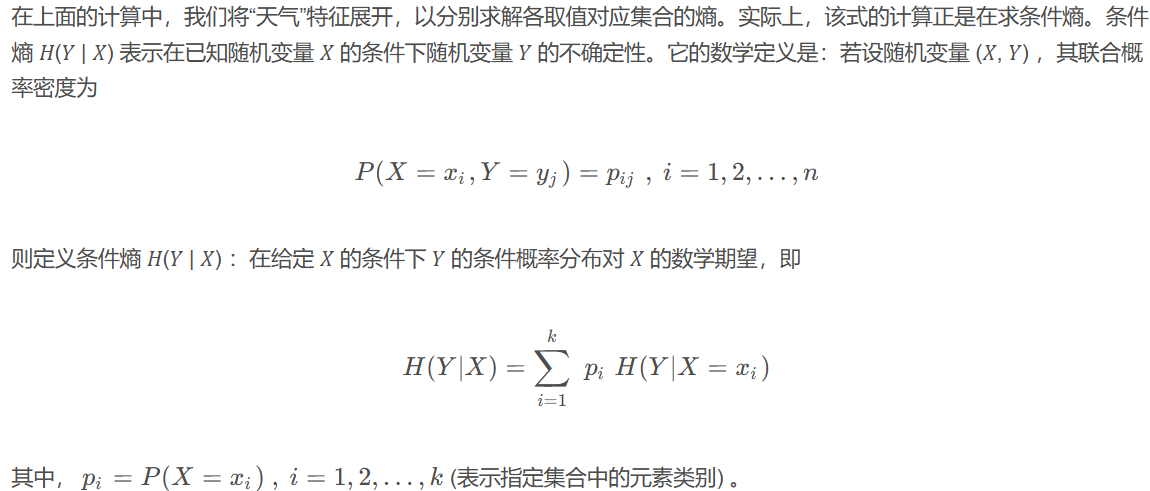 在上面的计算中，我们将“天气”特征展开，以分别求解各取值对应集合的熵。实际上，该式的计算正是在求条件熵。条件
熵 H(Y | X) 表示在已知随机变量 X 的条件下随机变量 Y 的不确定性。它的数学定义是：若设随机变量 (X, Y) ，其联合概
率密度为
P(X = x_i, Y = y_j) = p_{ij} , i = 1, 2, . . . , n
则定义条件熵 H(Y | X) ：在给定 X 的条件下 Y 的条件概率分布对 X 的数学期望，即
H(Y|X) = \sum_{i=1}^{k} p_i H(Y|X = x_i)
其中， p_i = P(X = x_i) , i = 1, 2, . . . , k (表示指定集合中的元素类别) 。